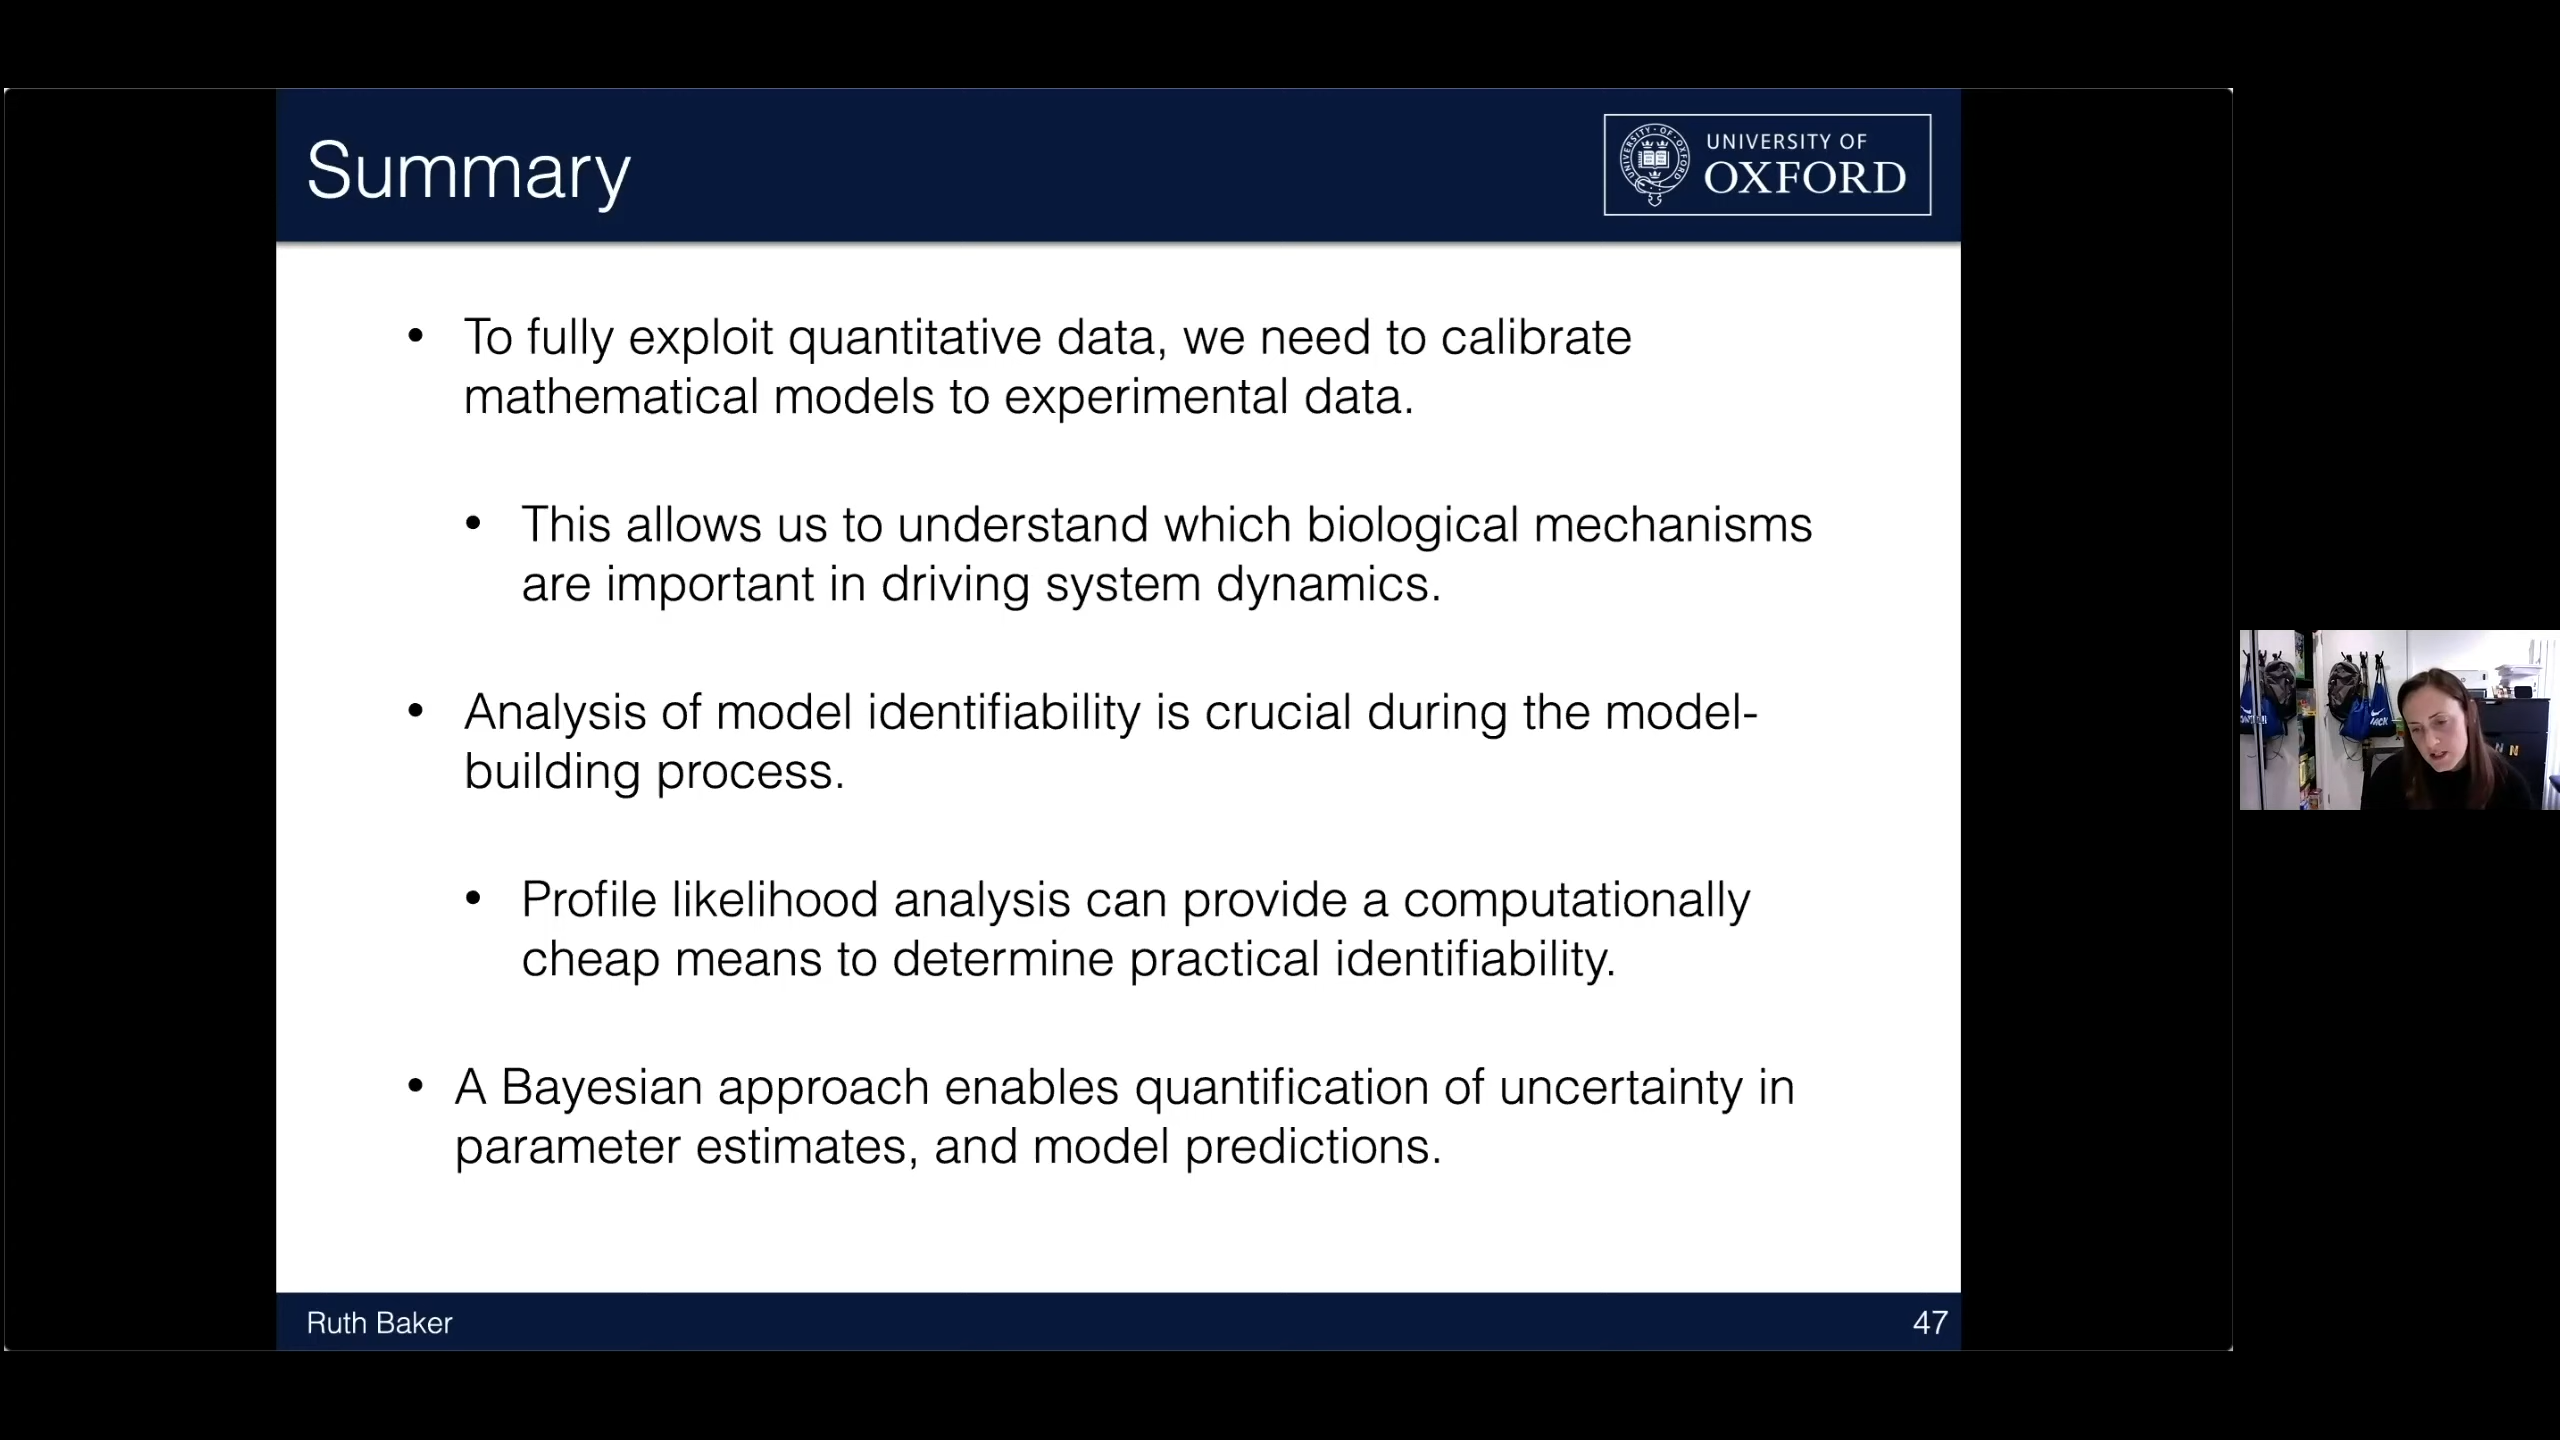 Summary
UNIVERSITY OF
OXFORD
• To fully exploit quantitative data, we need to calibrate
mathematical models to experimental data.
• This allows us to understand which biological mechanisms
are important in driving system dynamics.
• Analysis of model identifiability is crucial during the model-
building process.
• Profile likelihood analysis can provide a computationally
cheap means to determine practical identifiability.
• A Bayesian approach enables quantification of uncertainty in
parameter estimates, and model predictions.
Ruth Baker
47